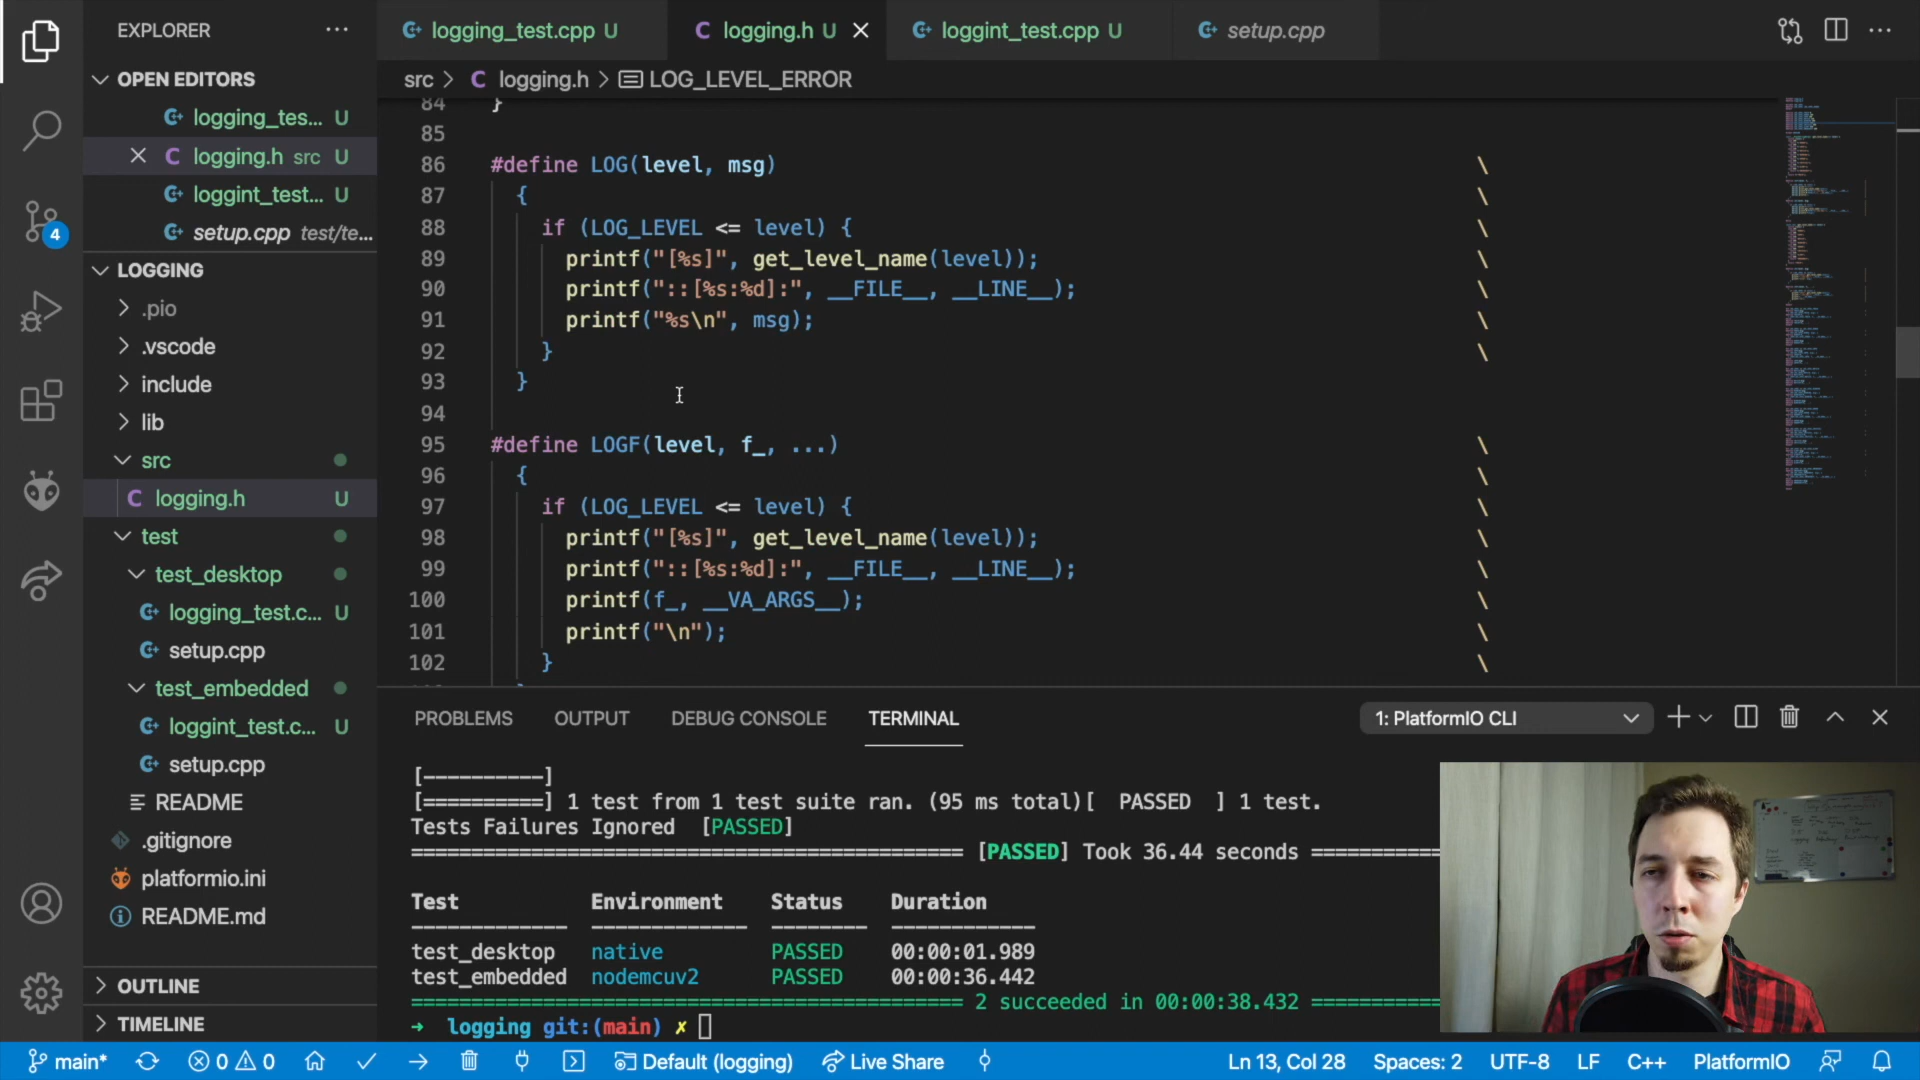 EXPLORER
logging_test.cpp U
logging.h U
loggint_test.cpp U
setup.cpp
OPEN EDITORS
logging_tes... U
logging.h src U
loggint_test... U
setup.cpp test/te...
LOGGING
.pio
.vscode
include
lib
src
logging.h U
test
test_desktop
logging_test.c... U
setup.cpp
test_embedded
loggint_test.c... U
setup.cpp
README
.gitignore
platformio.ini
README.md
OUTLINE
TIMELINE
4
src > C logging.h > LOG_LEVEL_ERROR
84 }
85
86 #define LOG(level, msg) \
87 { \
88 if (LOG_LEVEL <= level) { \
89 printf("[%s]", get_level_name(level)); \
90 printf("::[%s:%d]:", __FILE__, __LINE__); \
91 printf("%s\n", msg); \
92 } \
93 }
94
95 #define LOGF(level, f_, ...) \
96 { \
97 if (LOG_LEVEL <= level) { \
98 printf("[%s]", get_level_name(level)); \
99 printf("::[%s:%d]:", __FILE__, __LINE__); \
100 printf(f_, __VA_ARGS__); \
101 printf("\n"); \
102 } \
PROBLEMS OUTPUT DEBUG CONSOLE TERMINAL
1: PlatformIO CLI
[----------]
[==========] 1 test from 1 test suite ran. (95 ms total)[  PASSED  ] 1 test.
Tests Failures Ignored [PASSED]
============================================== [PASSED] Took 36.44 seconds ===========
Test Environment Status Duration
------------- ------------- -------- ------------
test_desktop native PASSED 00:00:01.989
test_embedded nodemcuv2 PASSED 00:00:36.442
============================================== 2 succeeded in 00:00:38.432 ===========
→ logging git:(main) ✗
main* 0 0 Default (logging) Live Share Ln 13, Col 28 Spaces: 2 UTF-8 LF C++ PlatformIO